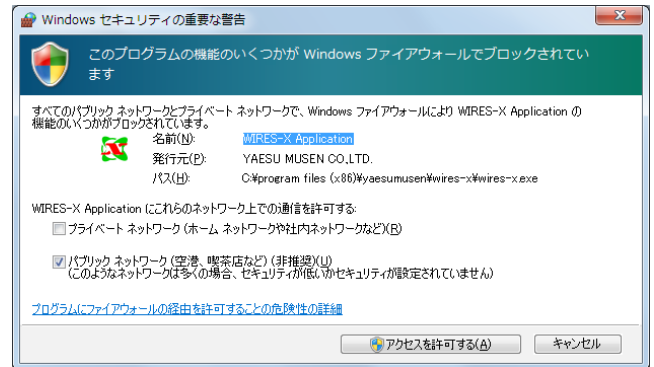 Windows セキュリティの重要な警告
このプログラムの機能のいくつかが Windows ファイアウォールでブロックされてい
ます
すべてのパブリック ネットワークとプライベート ネットワークで、Windows ファイアウォールにより WIRES-X Application の
機能のいくつかがブロックされています。
名前(N): WIRES-X Application
発行元(P): YAESU MUSEN CO.,LTD.
パス(H): C:¥program files (x86)¥yaesumusen¥wires-x¥wires-x.exe
WIRES-X Application にこれらのネットワーク上での通信を許可する:
プライベート ネットワーク (ホーム ネットワークや社内ネットワークなど)(R)
パブリック ネットワーク (空港、喫茶店など) (非推奨)(U)
(このようなネットワークは多くの場合、セキュリティが低いかセキュリティが設定されていません)
プログラムにファイアウォールの経由を許可することの危険性の詳細
アクセスを許可する(A) キャンセル